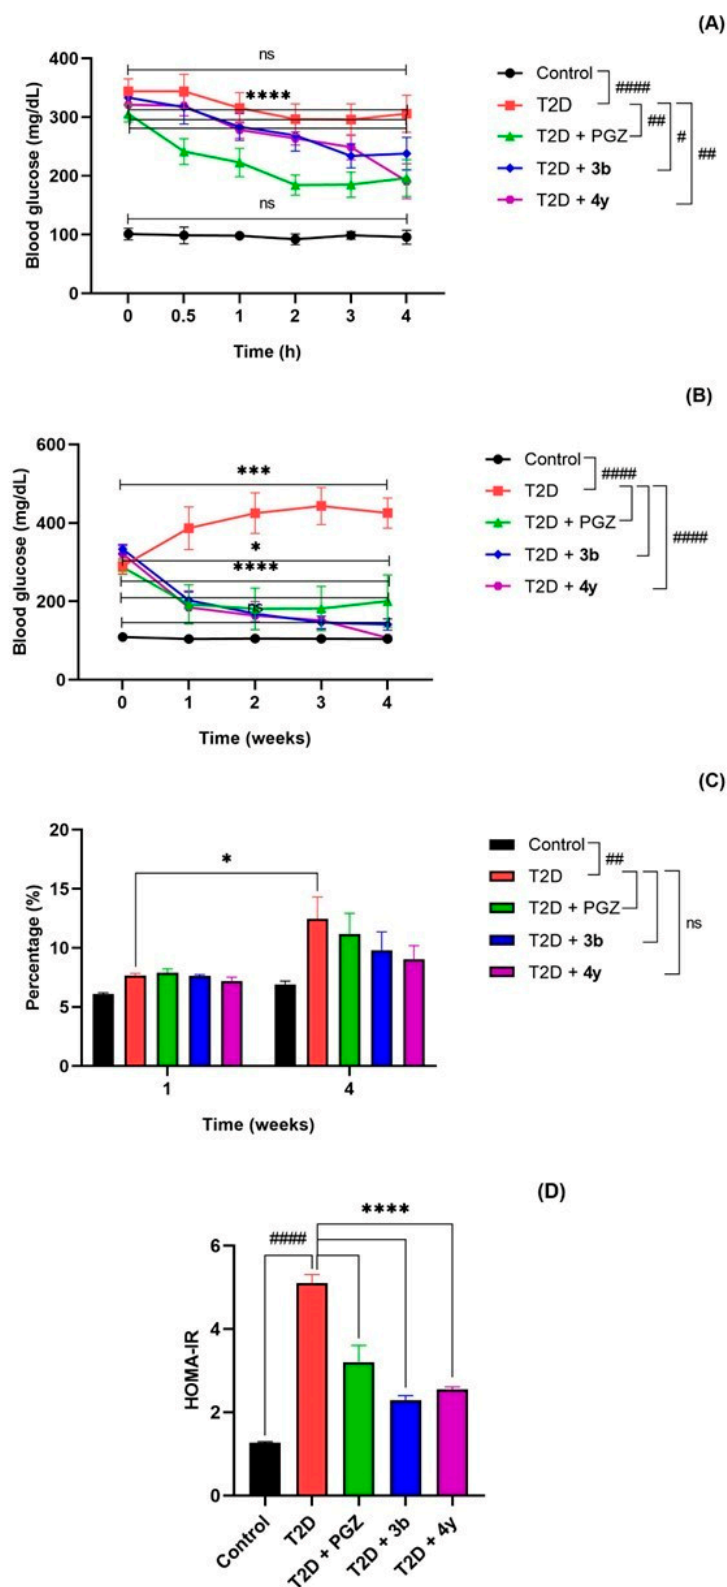 (A)
ns
400
Control
####
T2D
##
#
##
T2D + PGZ
T2D + 3b
T2D + 4y
****
300
200
ns
100
0
Blood glucose (mg/dL)
0 0.5 1 2 3 4
Time (h)
(B)
600
Control
####
T2D
T2D + PGZ
####
T2D + 3b
T2D + 4y
***
400
*
****
200
ns
0
Blood glucose (mg/dL)
0 1 2 3 4
Time (weeks)
(C)
20
Control
##
T2D
T2D + PGZ
ns
T2D + 3b
T2D + 4y
*
15
10
5
0
Percentage (%)
1 4
Time (weeks)
(D)
****
####
6
4
2
0
HOMA-IR
Control
T2D
T2D + PGZ
T2D + 3b
T2D + 4y